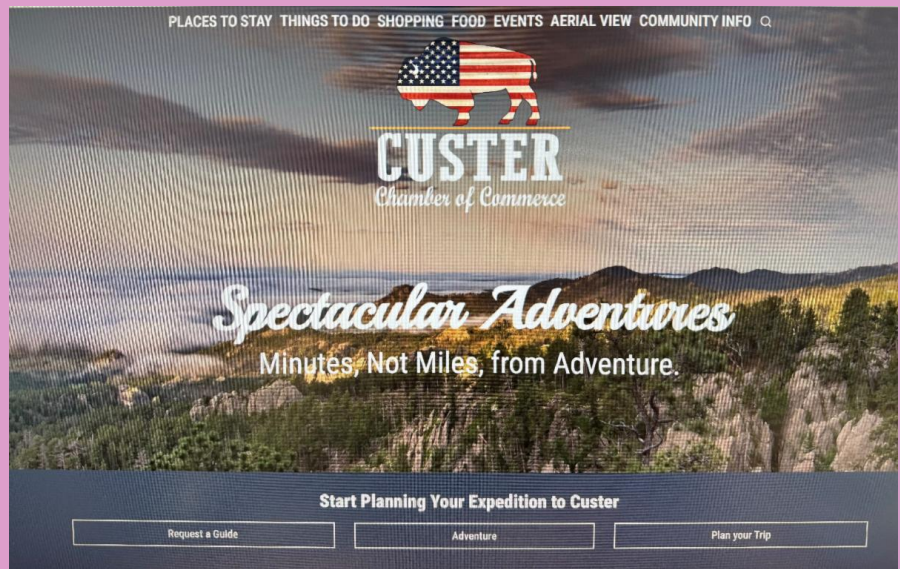 PLACES TO STAY THINGS TO DO SHOPPING FOOD EVENTS AERIAL VIEW COMMUNITY INFO
CUSTER
Chamber of Commerce
Spectacular Adventures
Minutes, Not Miles, from Adventure.
Start Planning Your Expedition to Custer
Request a Guide Adventure Plan your Trip